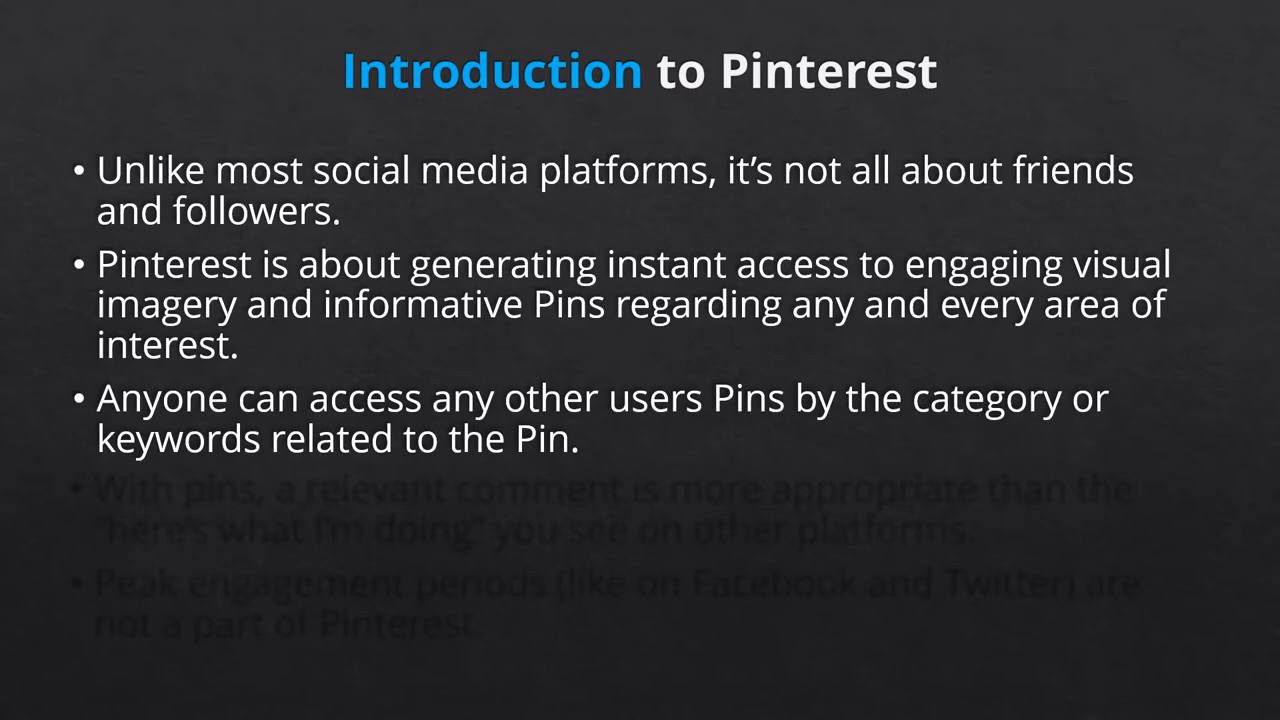 Introduction to Pinterest
• Unlike most social media platforms, it’s not all about friends
and followers.
• Pinterest is about generating instant access to engaging visual
imagery and informative Pins regarding any and every area of
interest.
• Anyone can access any other users Pins by the category or
keywords related to the Pin.
• With pins, a relevant comment is more appropriate than the
“here’s what I’m doing” you see on other platforms.
• Peak engagement periods (like on Facebook and Twitter) are
not a part of Pinterest.